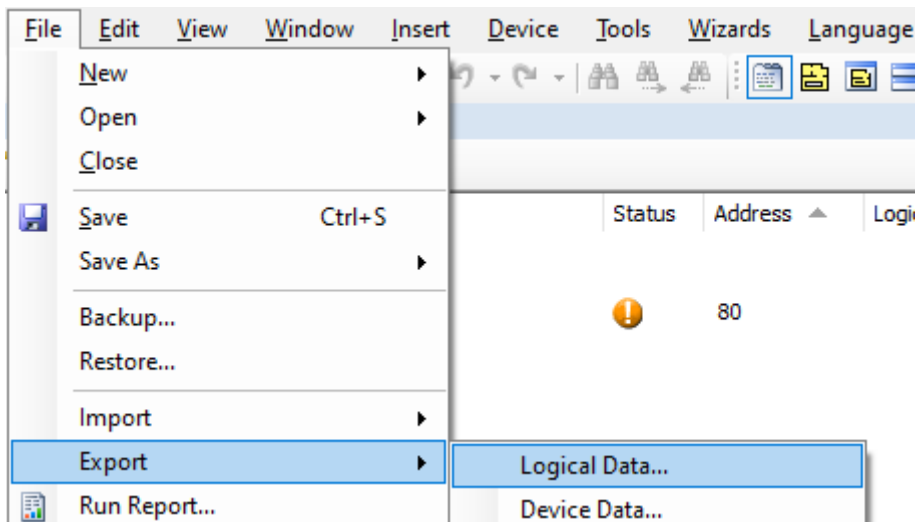 File Edit View Window Insert Device Tools Wizards Language
New
Open
Close
Status Address
Save Ctrl+S
Save As
Backup...
80
Restore...
Import
Export
Logical Data...
Run Report...
Device Data...